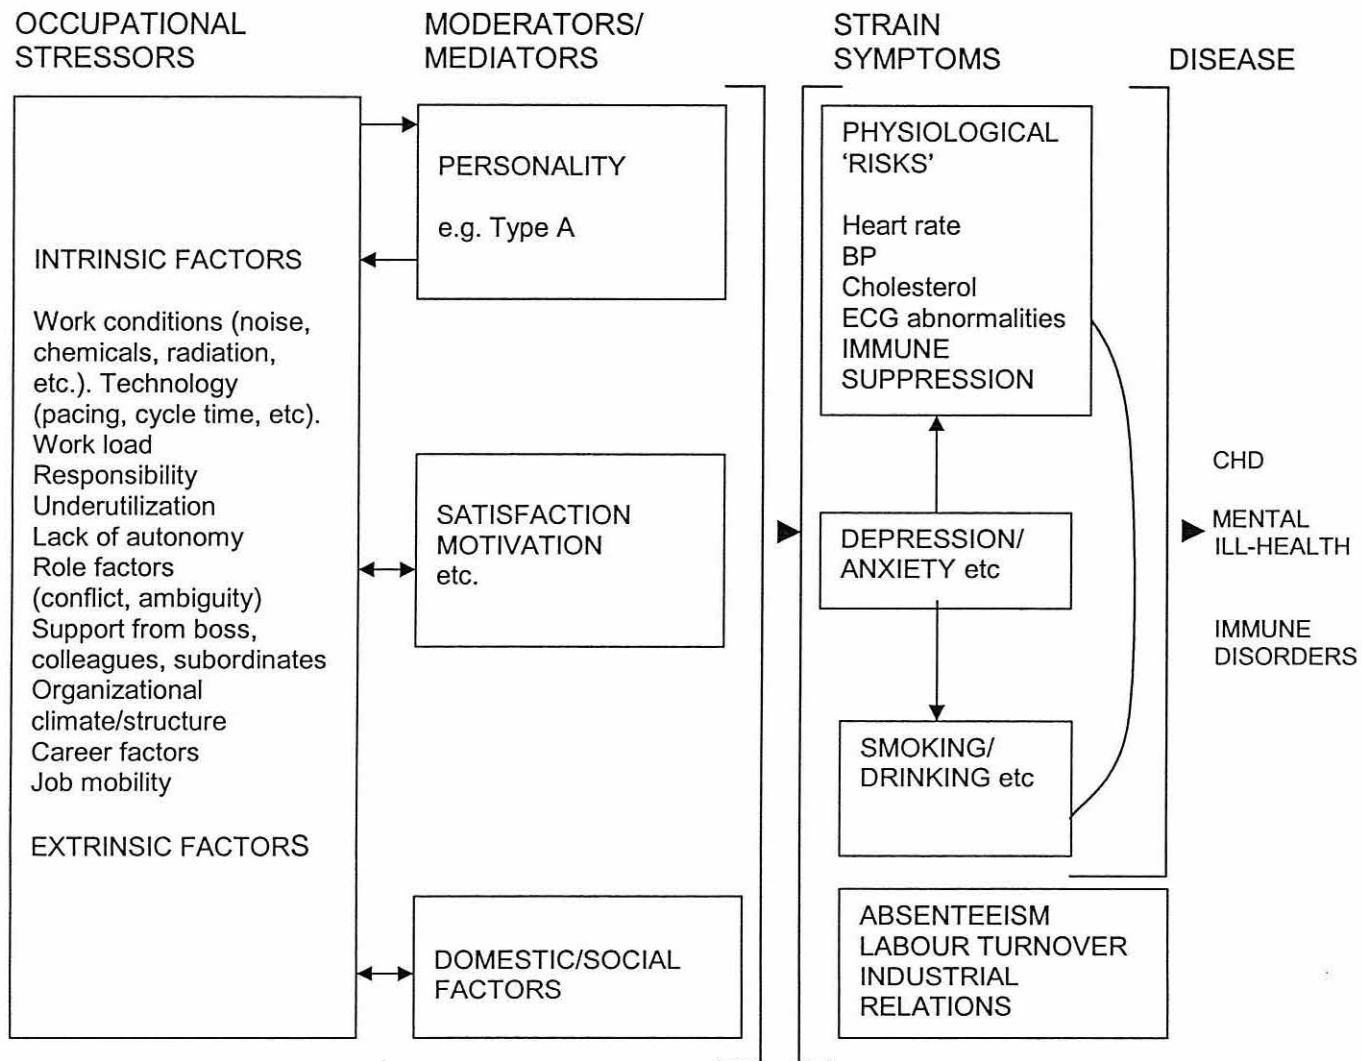 OCCUPATIONAL
STRESSORS
MODERATORS/
MEDIATORS
STRAIN
SYMPTOMS
DISEASE
INTRINSIC FACTORS
Work conditions (noise,
chemicals, radiation,
etc.). Technology
(pacing, cycle time, etc).
Work load
Responsibility
Underutilization
Lack of autonomy
Role factors
(conflict, ambiguity)
Support from boss,
colleagues, subordinates
Organizational
climate/structure
Career factors
Job mobility
EXTRINSIC FACTORS
PERSONALITY
e.g. Type A
SATISFACTION
MOTIVATION
etc.
DOMESTIC/SOCIAL
FACTORS
PHYSIOLOGICAL
‘RISKS’
Heart rate
BP
Cholesterol
ECG abnormalities
IMMUNE
SUPPRESSION
DEPRESSION/
ANXIETY etc
SMOKING/
DRINKING etc
ABSENTEEISM
LABOUR TURNOVER
INDUSTRIAL
RELATIONS
CHD
MENTAL
ILL-HEALTH
IMMUNE
DISORDERS